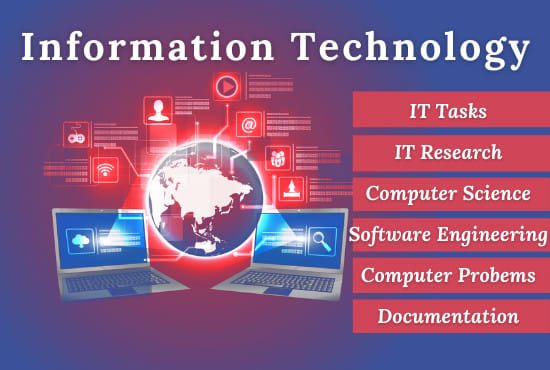 Information Technology
@
IT Tasks
IT Research
Computer Science
Software Engineering
Computer Probems
Documentation